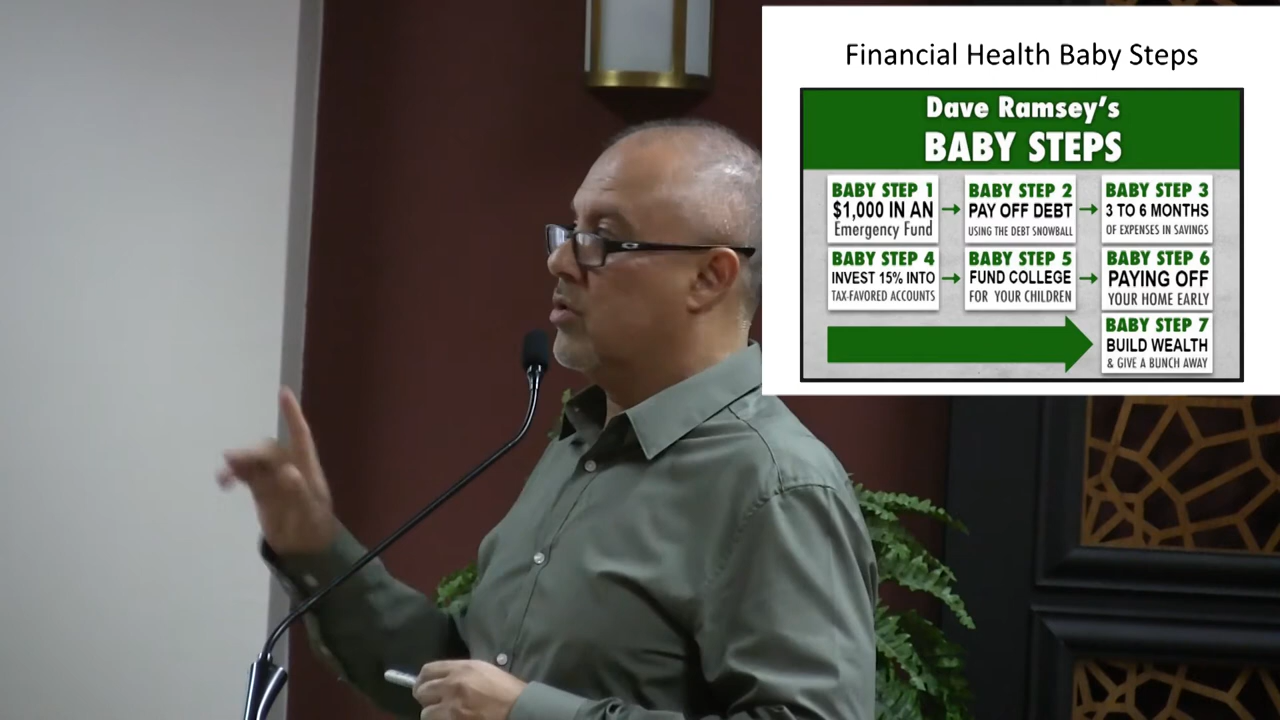 Financial Health Baby Steps
Dave Ramsey's
BABY STEPS
BABY STEP 1
$1,000 IN AN
Emergency Fund
BABY STEP 2
PAY OFF DEBT
USING THE DEBT SNOWBALL
BABY STEP 3
3 TO 6 MONTHS
OF EXPENSES IN SAVINGS
BABY STEP 4
INVEST 15% INTO
TAX-FAVORED ACCOUNTS
BABY STEP 5
FUND COLLEGE
FOR YOUR CHILDREN
BABY STEP 6
PAYING OFF
YOUR HOME EARLY
BABY STEP 7
BUILD WEALTH
& GIVE A BUNCH AWAY